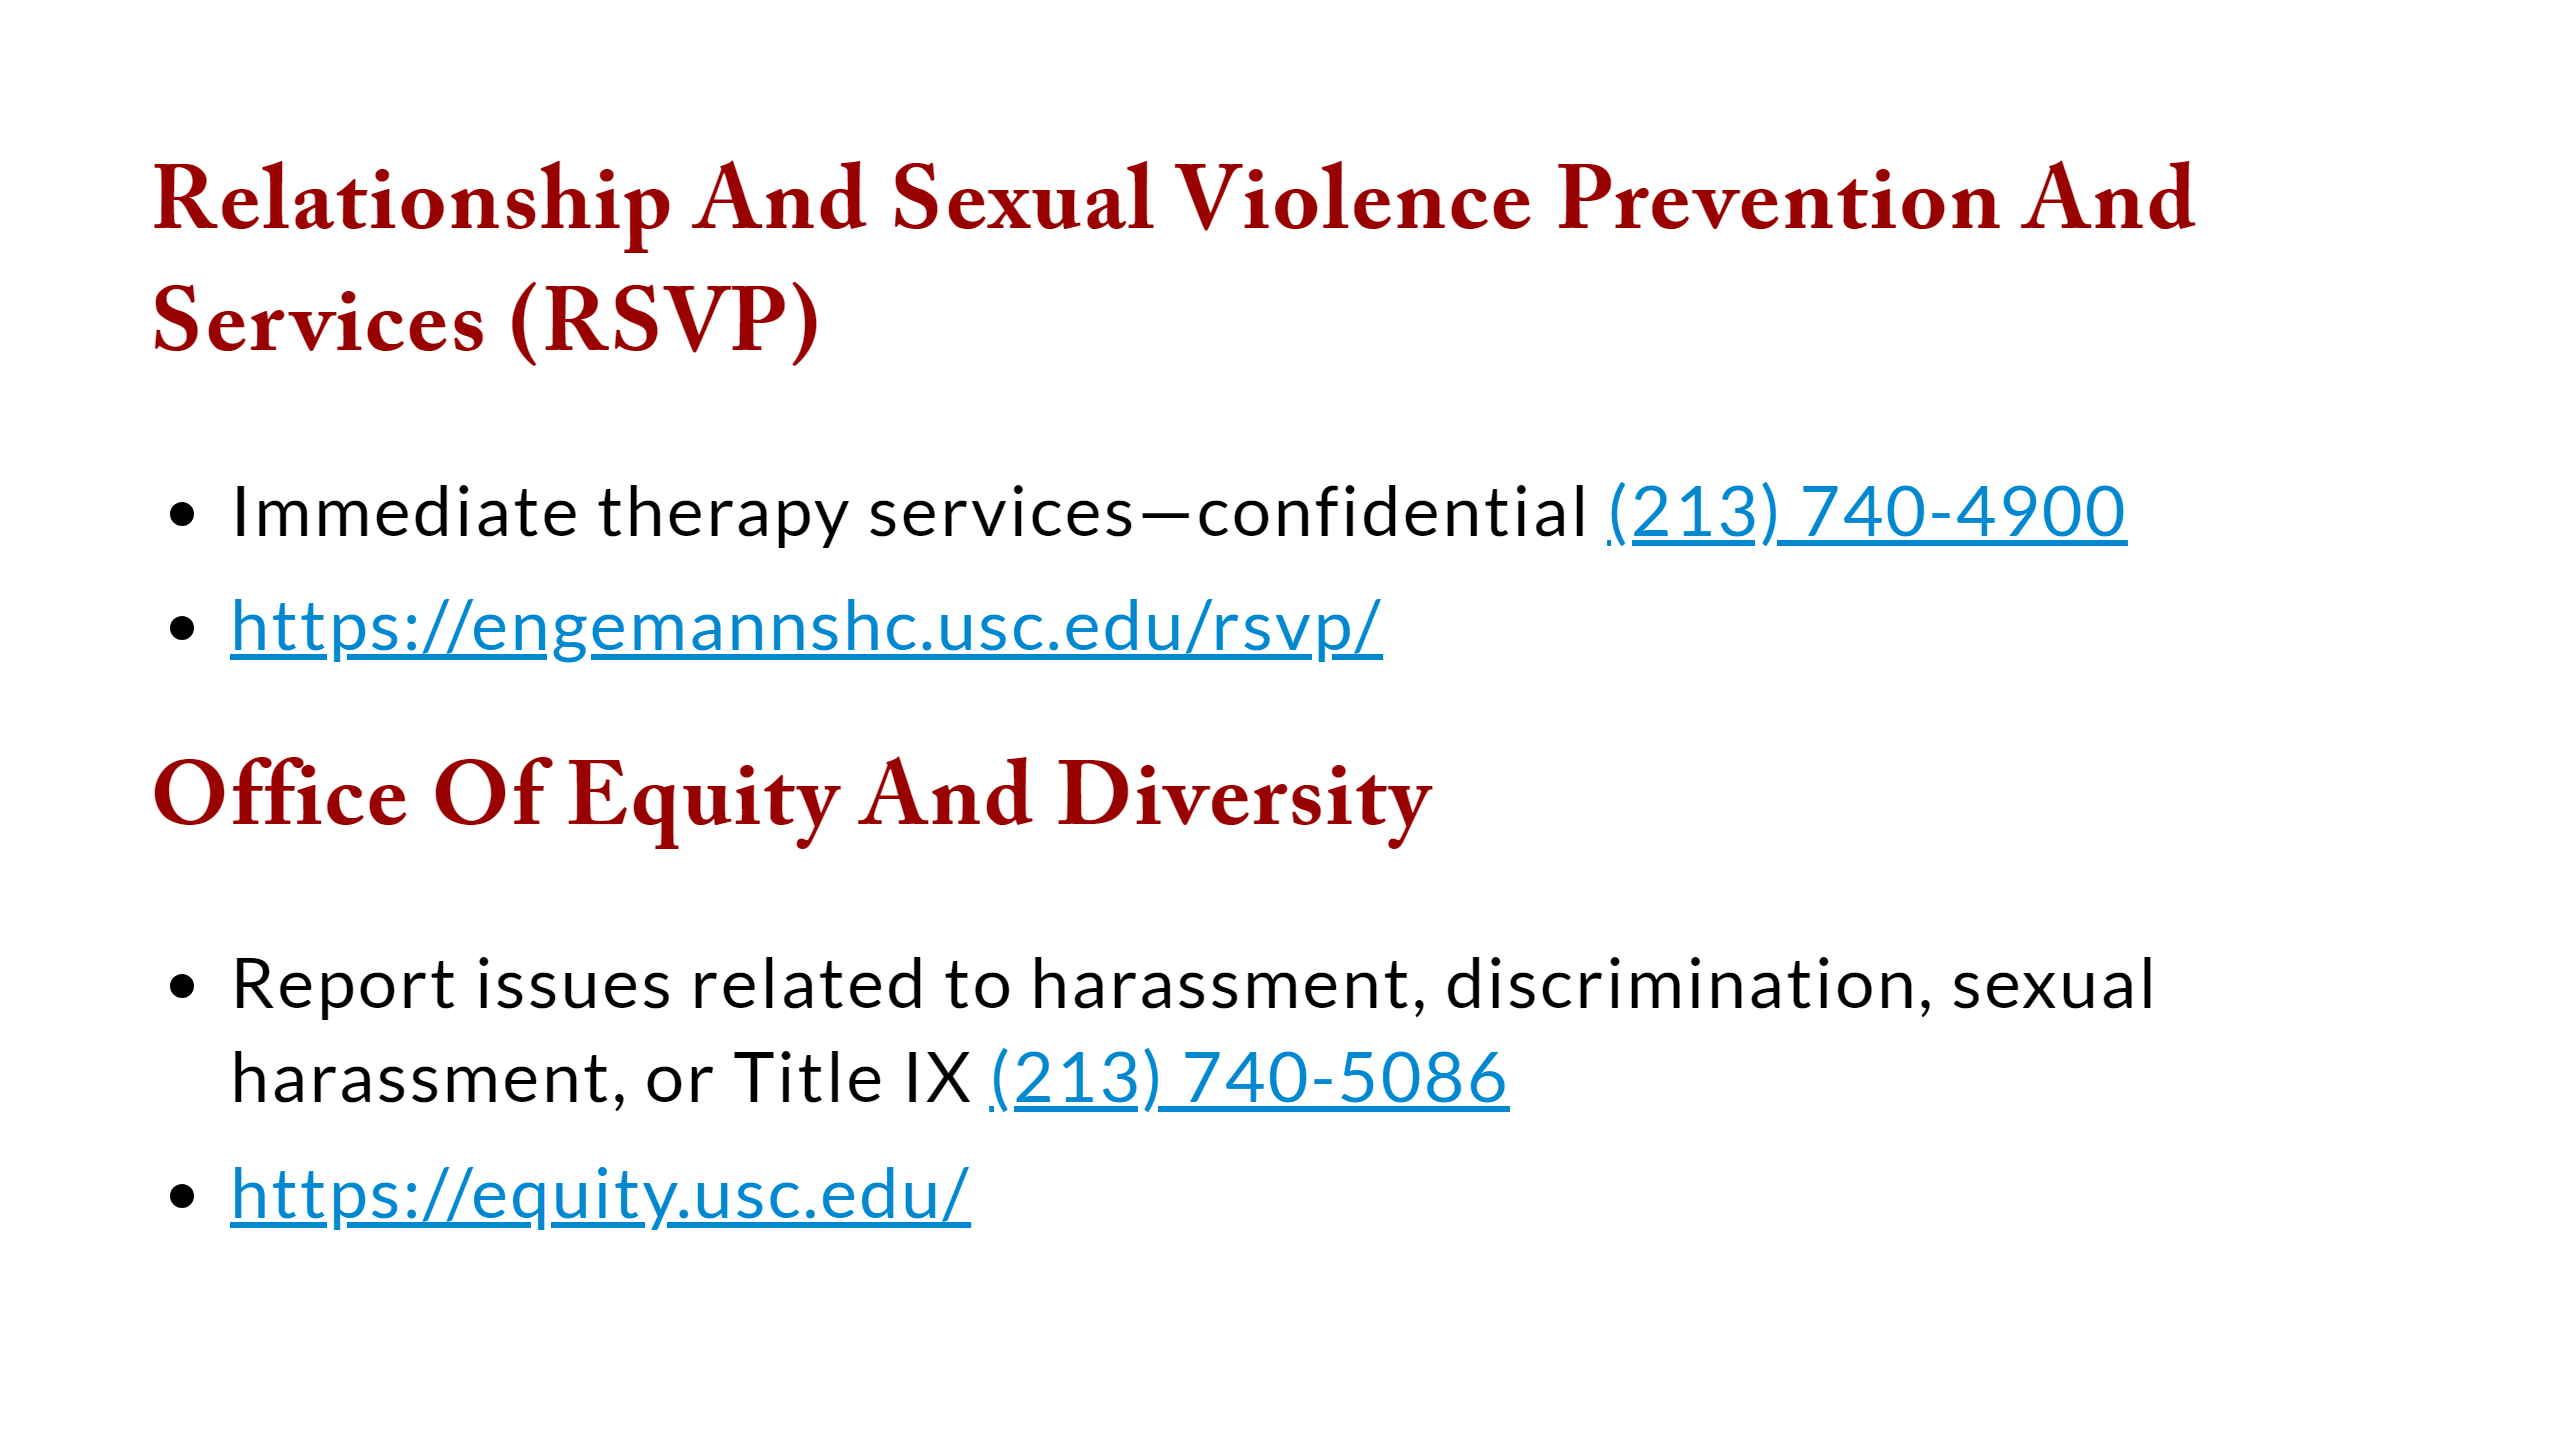 Relationship And Sexual Violence Prevention And
Services (RSVP)
• Immediate therapy services—confidential (213) 740-4900
• https://engemannshc.usc.edu/rsvp/
Office Of Equity And Diversity
• Report issues related to harassment, discrimination, sexual
harassment, or Title IX (213) 740-5086
• https://equity.usc.edu/